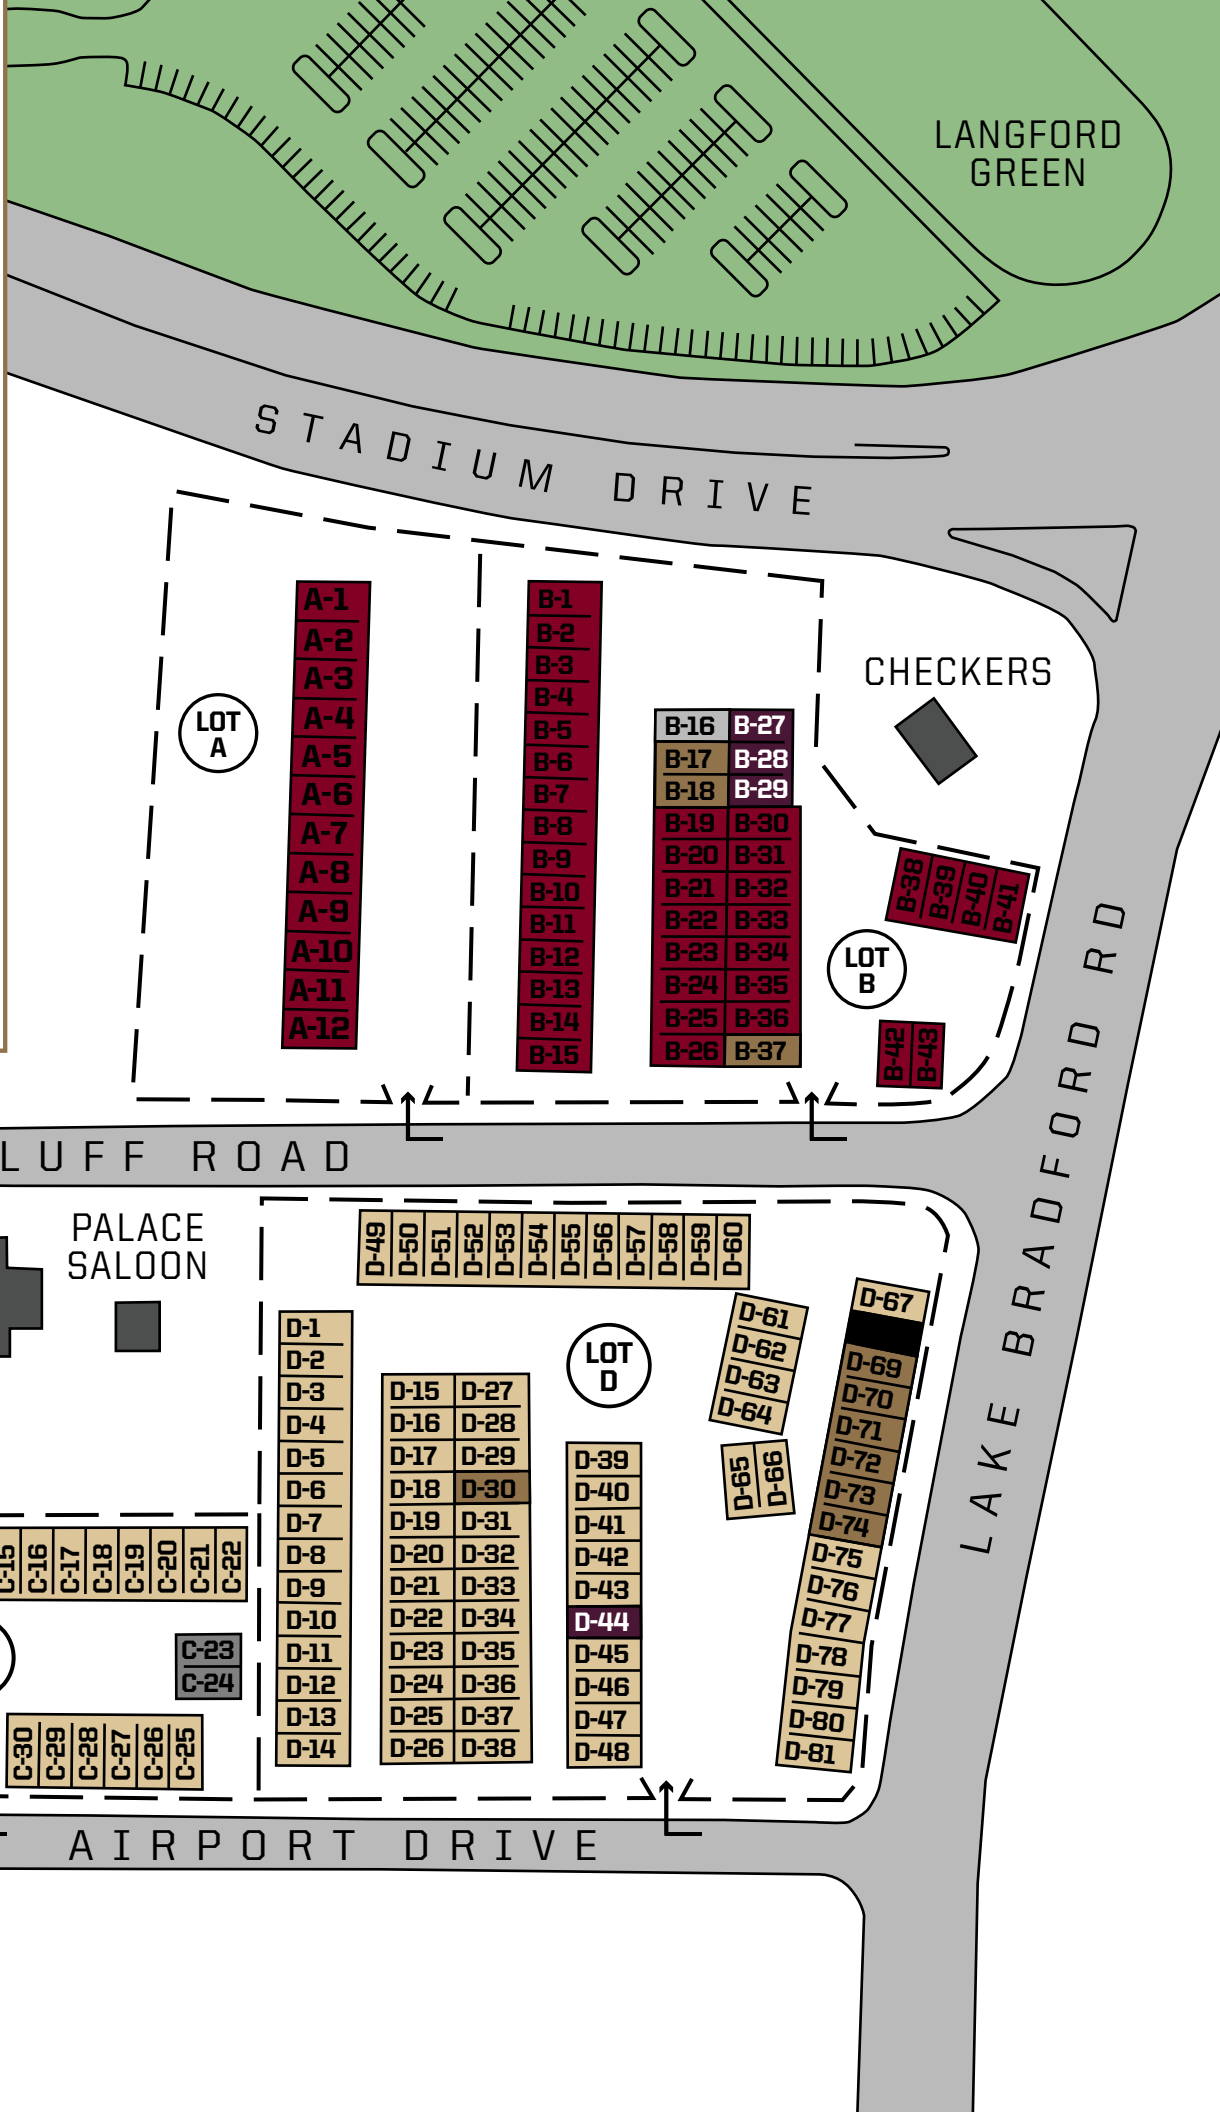 LANGFORD
GREEN
STADIUM DRIVE
CHECKERS
LOT
A
A-1
A-2
A-3
A-4
A-5
A-6
A-7
A-8
A-9
A-10
A-11
A-12
B-1
B-2
B-3
B-4
B-5
B-6
B-7
B-8
B-9
B-10
B-11
B-12
B-13
B-14
B-15
B-16 B-27
B-17 B-28
B-18 B-29
B-19 B-30
B-20 B-31
B-21 B-32
B-22 B-33
B-23 B-34
B-24 B-35
B-25 B-36
B-26 B-37
B-38 B-39 B-40 B-41
LOT
B
B-42 B-43
LAKE BRADFORD RD
LUFF ROAD
PALACE
SALOON
D-49 D-50 D-51 D-52 D-53 D-54 D-55 D-56 D-57 D-58 D-59 D-60
D-1
D-2
D-3
D-4
D-5
D-6
D-7
D-8
D-9
D-10
D-11
D-12
D-13
D-14
D-15 D-27
D-16 D-28
D-17 D-29
D-18 D-30
D-19 D-31
D-20 D-32
D-21 D-33
D-22 D-34
D-23 D-35
D-24 D-36
D-25 D-37
D-26 D-38
LOT
D
D-39
D-40
D-41
D-42
D-43
D-44
D-45
D-46
D-47
D-48
D-61
D-62
D-63
D-64
D-65 D-66
D-67
D-69
D-70
D-71
D-72
D-73
D-74
D-75
D-76
D-77
D-78
D-79
D-80
D-81
C-15 C-16 C-17 C-18 C-19 C-20 C-21 C-22
C-23
C-24
C-30 C-29 C-28 C-27 C-26 C-25
AIRPORT DRIVE